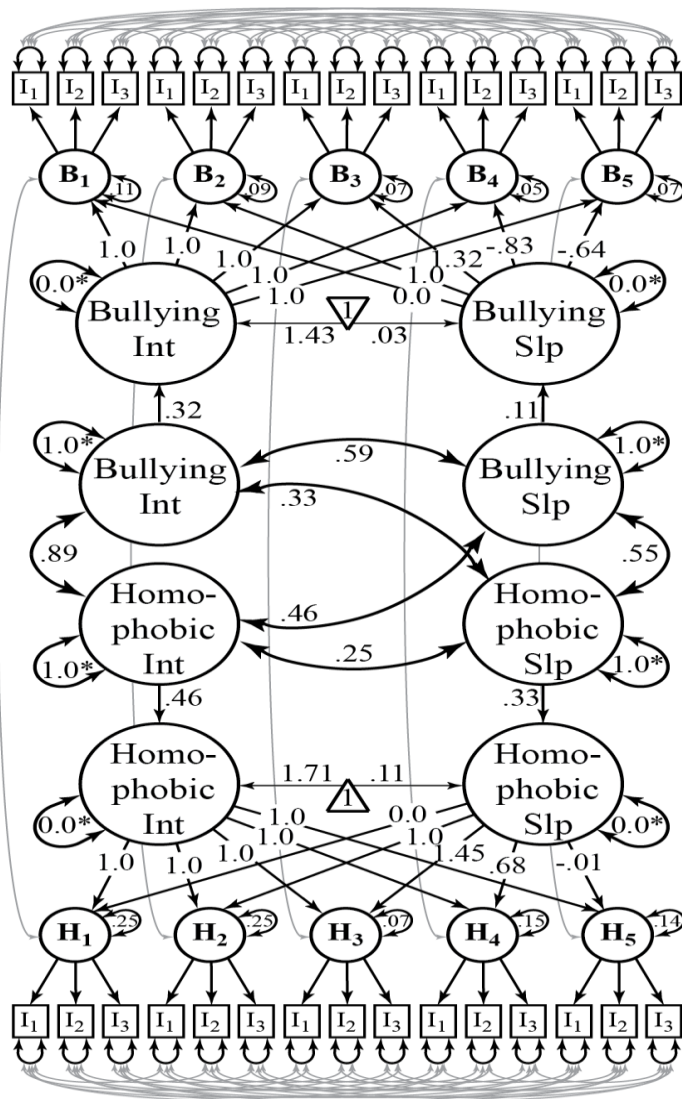 I1 I2 I3 I1 I2 I3 I1 I2 I3 I1 I2 I3 I1 I2 I3
B1 B2 B3 B4 B5
.11 .09 .07 .05 .07
1.0 1.0 1.0 1.32 -.83 -.64
1.0 1.0
1.0 0.0
0.0* 0.0*
Bullying Int
1
Bullying Slp
1.43 .03
.32 .11
1.0* 1.0*
Bullying Int
.59
Bullying Slp
.33
.89 .55
Homo-
phobic
Int
.46
Homo-
phobic
Slp
.25
1.0* 1.0*
.46 .33
Homo-
phobic
Int
1.71 .11
1
Homo-
phobic
Slp
0.0* 0.0*
1.0 0.0
1.0 1.0
1.0 1.0 1.0 1.45 .68 -.01
.25 .25 .07 .15 .14
H1 H2 H3 H4 H5
I1 I2 I3 I1 I2 I3 I1 I2 I3 I1 I2 I3 I1 I2 I3